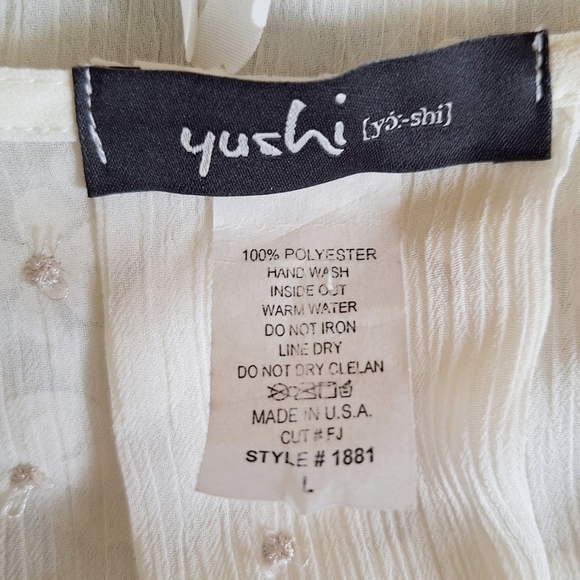 yushi [yó:-shi]
100% POLYESTER
HAND WASH
INSIDE OUT
WARM WATER
DO NOT IRON
LINE DRY
DO NOT DRY CLELAN
MADE IN U.S.A.
CUT # FJ
STYLE # 1881
L